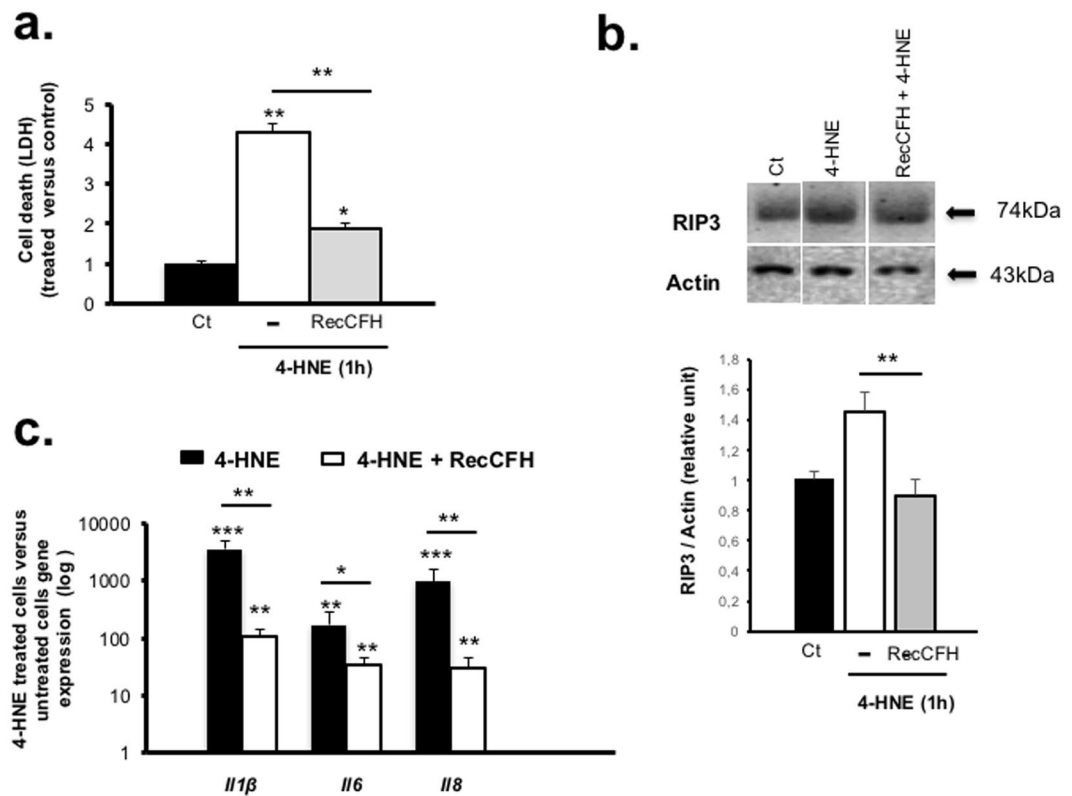 a.
**
5
4
3
2
1
0
Cell death (LDH)
(treated versus control)
**
*
Ct
-
RecCFH
4-HNE (1h)
b.
Ct
4-HNE
RecCFH + 4-HNE
RIP3
74kDa
Actin
43kDa
1,8
1,6
1,4
1,2
1
0,8
0,6
0,4
0,2
0
RIP3 / Actin (relative unit)
**
Ct
-
RecCFH
4-HNE (1h)
c.
4-HNE
4-HNE + RecCFH
4-HNE treated cells versus
untreated cells gene
expression (log)
10000
1000
100
10
1
**
***
**
*
**
**
**
***
**
Il1β
Il6
Il8